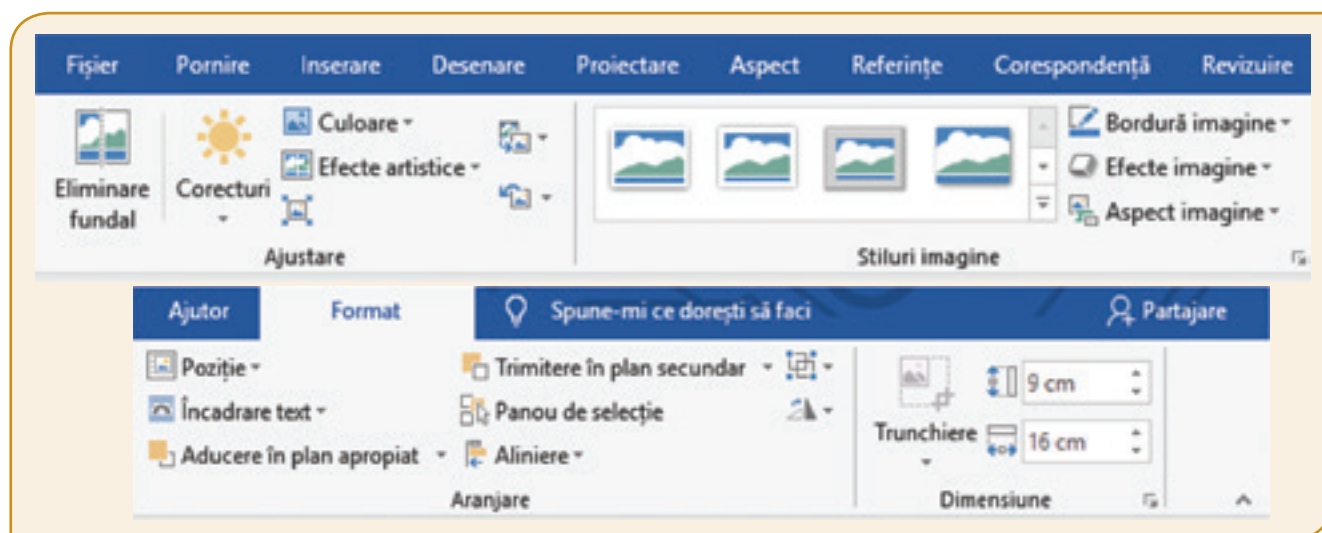 Fișier Pornire Inserare Desenare Proiectare Aspect Referințe Corespondență Revizuire
Culoare
Bordură imagine
Efecte artistice
Efecte imagine
Eliminare fundal
Corecturi
Aspect imagine
Ajustare
Stiluri imagine
Ajutor Format Spune-mi ce dorești să faci Partajare
Poziție
Trimitere în plan secundar
9 cm
Încadrare text
Panou de selecție
Trunchiere
16 cm
Aducere în plan apropiat
Aliniere
Aranjare
Dimensiune